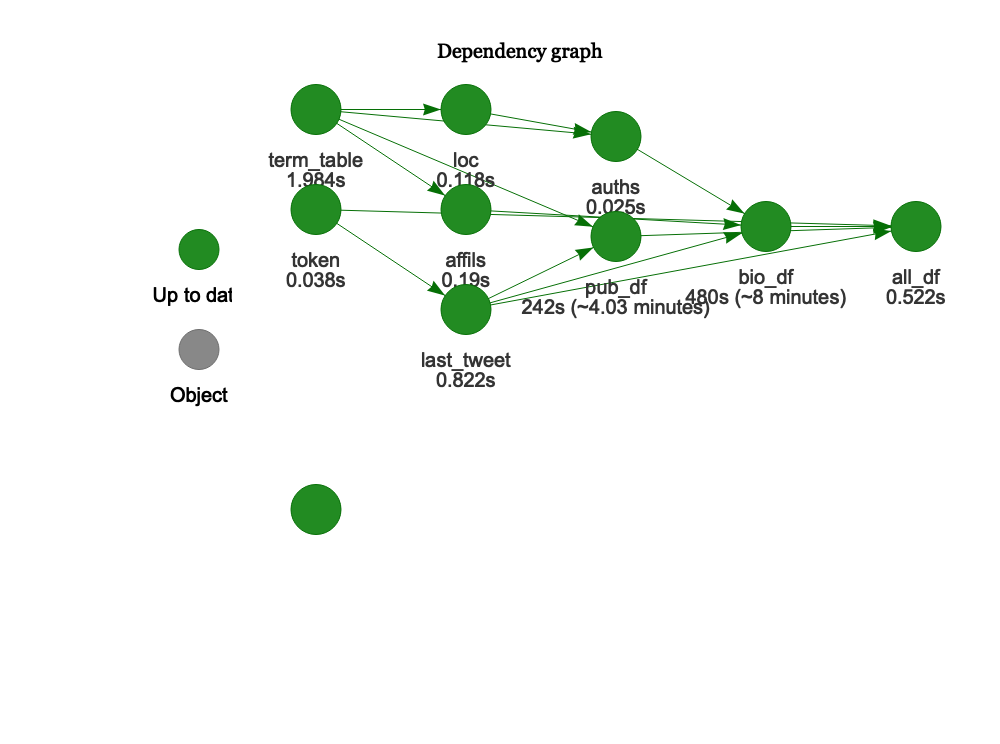 Dependency graph
term_table
1.984s
loc
0.118s
auths
0.025s
token
0.038s
affils
0.19s
pub_df
242s (~4.03 minutes)
bio_df
480s (~8 minutes)
all_df
0.522s
last_tweet
0.822s
Up to dat
Object